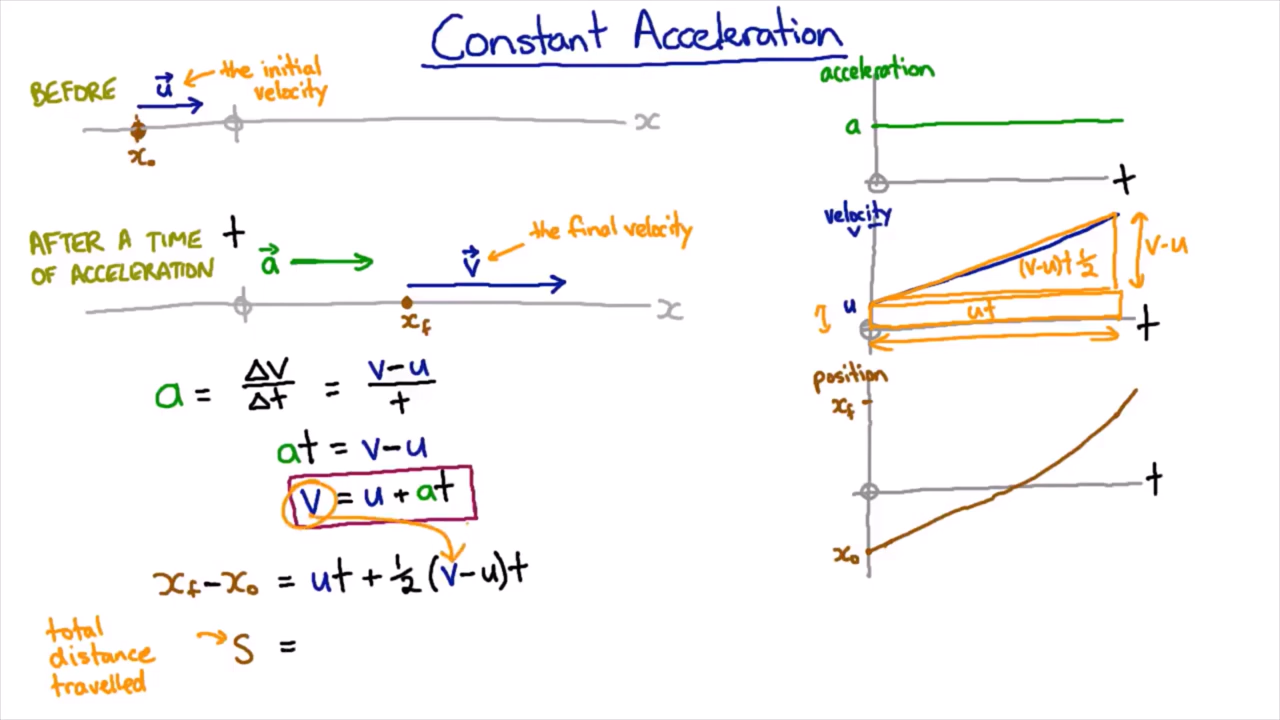 Constant Acceleration
BEFORE
u⃗
the initial
velocity
x
x₀
AFTER A TIME t
OF ACCELERATION
a⃗
v⃗
the final velocity
x
x_f
a = Δv/Δt = v-u/t
at = v-u
v = u + at
x_f - x₀ = ut + ½(v-u)t
total
distance
travelled
S =
acceleration
a
t
velocity
v
u
(v-u)t ½
v-u
ut
t
position
x_f
t
x₀